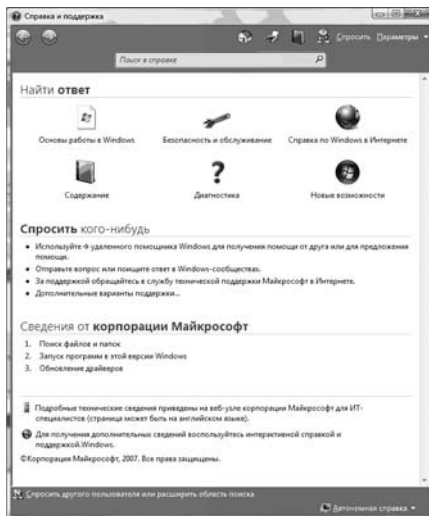 Справка и поддержка
Спросить Параметры
Поиск в справке
Найти ответ
Основы работы в Windows Безопасность и обслуживание Справка по Windows в Интернете
Содержание Диагностика Новые возможности
Спросить кого-нибудь
• Используйте → удаленного помощника Windows для получения помощи от друга или для предложения
помощи.
• Отправьте вопрос или поищите ответ в Windows-сообществах.
• За поддержкой обращайтесь в службу технической поддержки Майкрософт в Интернете.
• Дополнительные варианты поддержки...
Сведения от корпорации Майкрософт
1. Поиск файлов и папок
2. Запуск программ в этой версии Windows
3. Обновление драйверов
Подробные технические сведения приведены на веб-узле корпорации Майкрософт для ИТ-
специалистов (страница может быть на английском языке).
Для получения дополнительных сведений воспользуйтесь интерактивной справкой и
поддержкой Windows.
©Корпорация Майкрософт, 2007. Все права защищены.
Спросить другого пользователя или расширить область поиска
Автономная справка